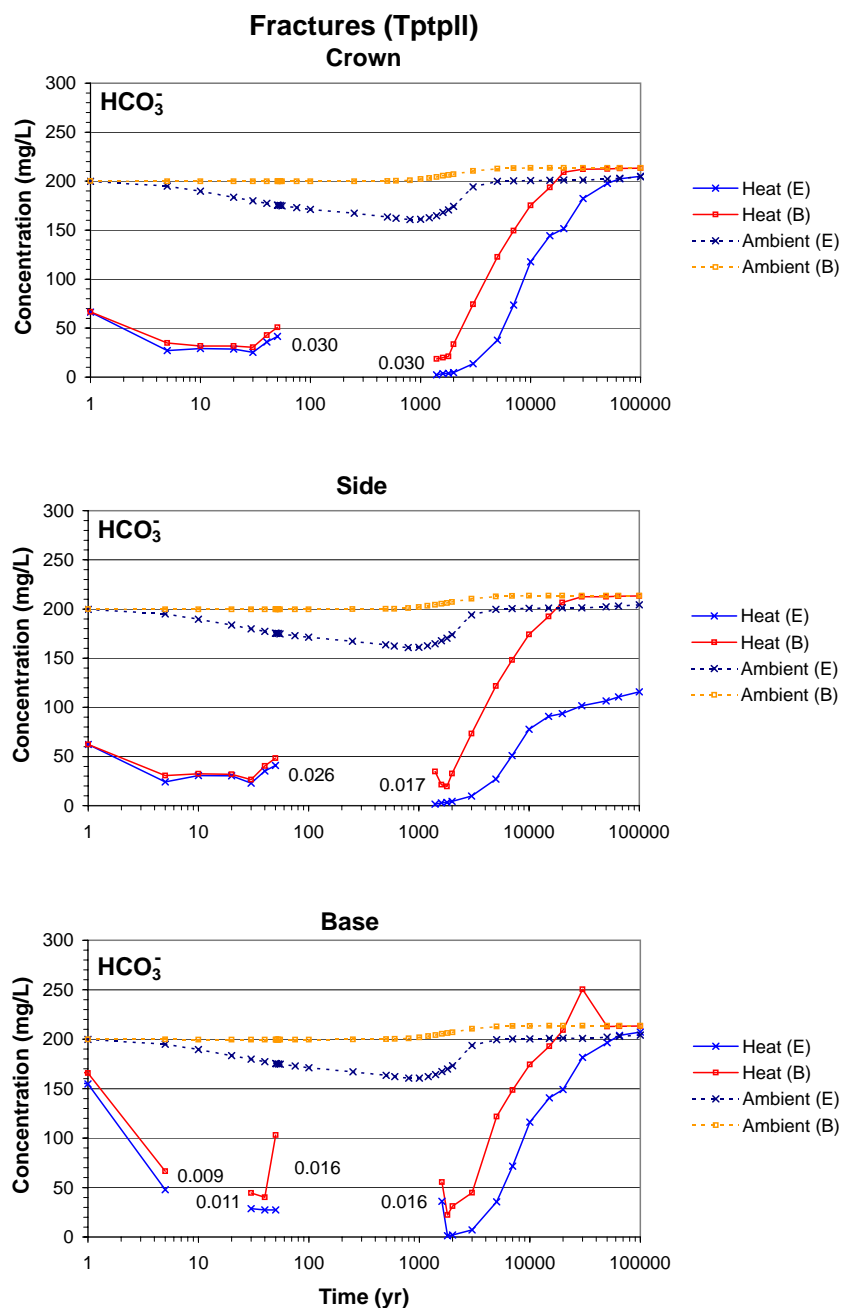 Fractures (Tptpll)
Crown
HCO₃⁻
Concentration (mg/L)
300
250
200
150
100
50
0
0.030
0.030
1
10
100
1000
10000
100000
Heat (E)
Heat (B)
Ambient (E)
Ambient (B)
Side
HCO₃⁻
Concentration (mg/L)
300
250
200
150
100
50
0
0.026
0.017
1
10
100
1000
10000
100000
Heat (E)
Heat (B)
Ambient (E)
Ambient (B)
Base
HCO₃⁻
Concentration (mg/L)
300
250
200
150
100
50
0
0.009
0.011
0.016
0.016
1
10
100
1000
10000
100000
Time (yr)
Heat (E)
Heat (B)
Ambient (E)
Ambient (B)